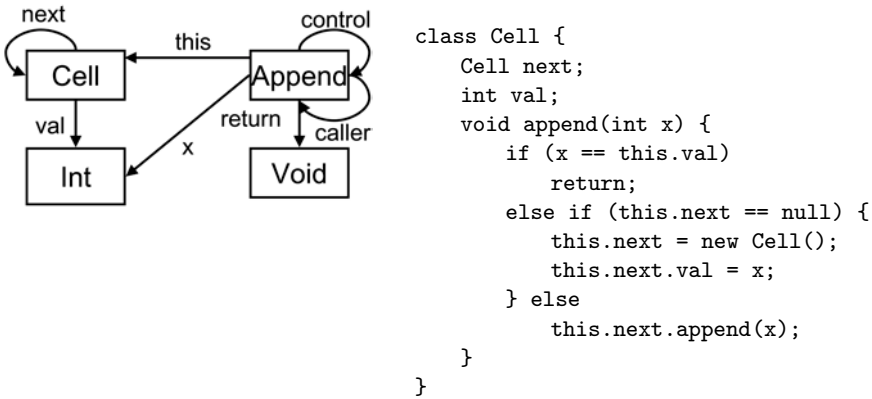 next
control
this
Cell
Append
val
return
caller
x
Int
Void
class Cell {
    Cell next;
    int val;
    void append(int x) {
        if (x == this.val)
            return;
        else if (this.next == null) {
            this.next = new Cell();
            this.next.val = x;
        } else
            this.next.append(x);
    }
}